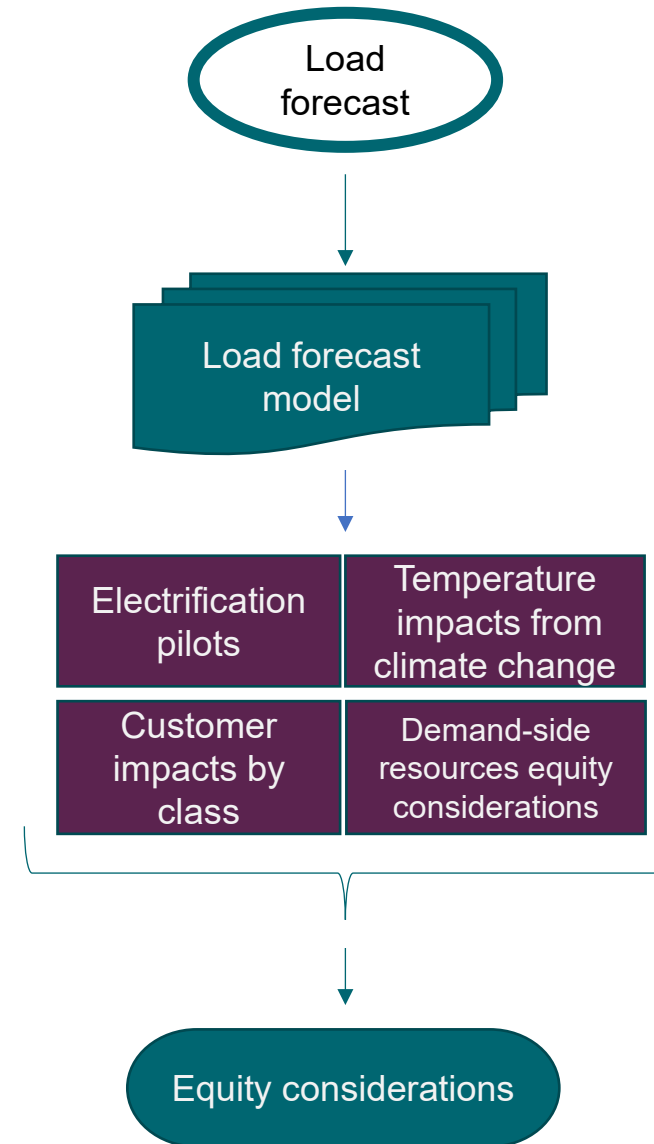 Load
forecast
Load forecast
model
Electrification
pilots
Temperature
impacts from
climate change
Customer
impacts by
class
Demand-side
resources equity
considerations
Equity considerations